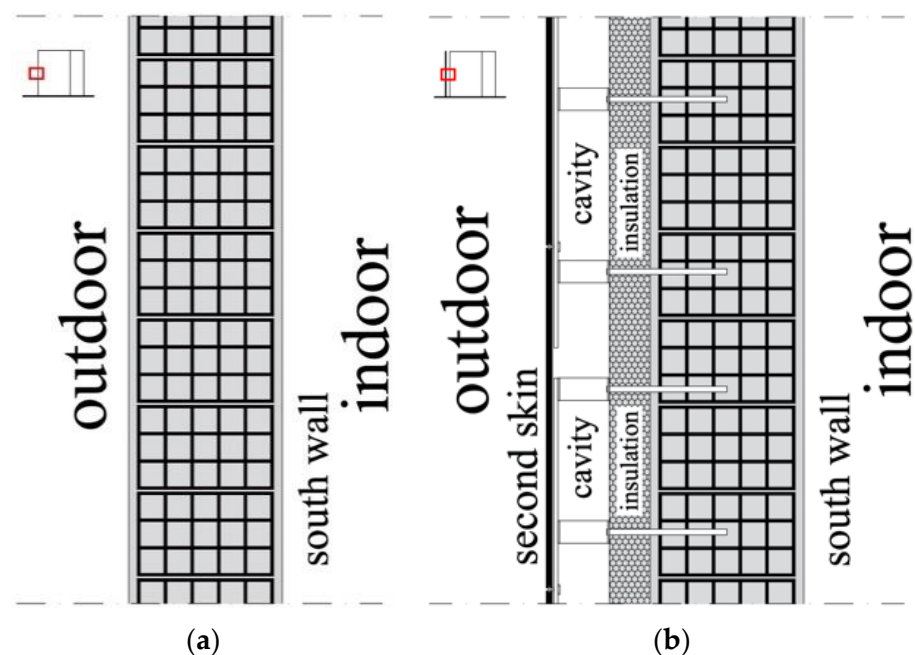 outdoor
south wall
indoor
outdoor
second skin
cavity
insulation
cavity
insulation
south wall
indoor
(a)
(b)